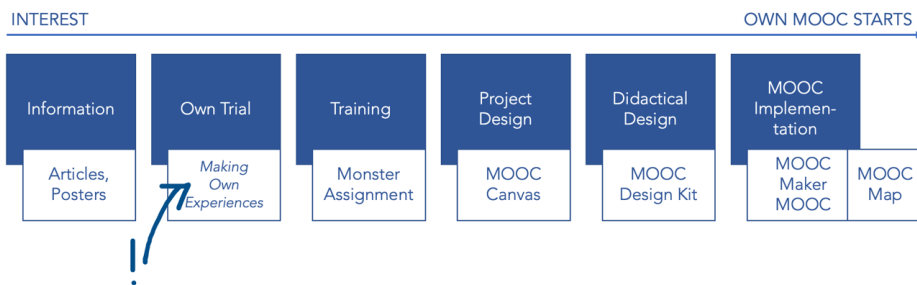 INTEREST
OWN MOOC STARTS
Information
Own Trial
Training
Project
Design
Didactical
Design
MOOC
Implemen-
tation
Articles,
Posters
Making
Own
Experiences
Monster
Assignment
MOOC
Canvas
MOOC
Design Kit
MOOC
Maker
MOOC
MOOC
Map
!